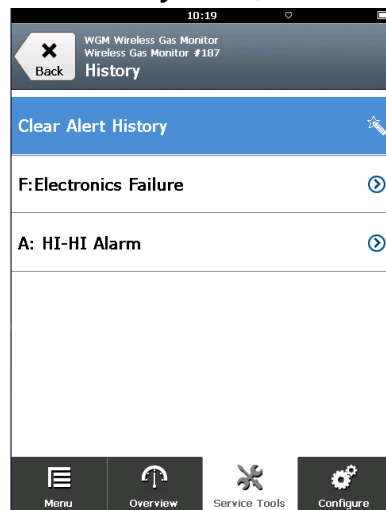 10:19
WGM Wireless Gas Monitor
Wireless Gas Monitor #187
Back
History
Clear Alert History
F:Electronics Failure
A: HI-HI Alarm
Menu
Overview
Service Tools
Configure